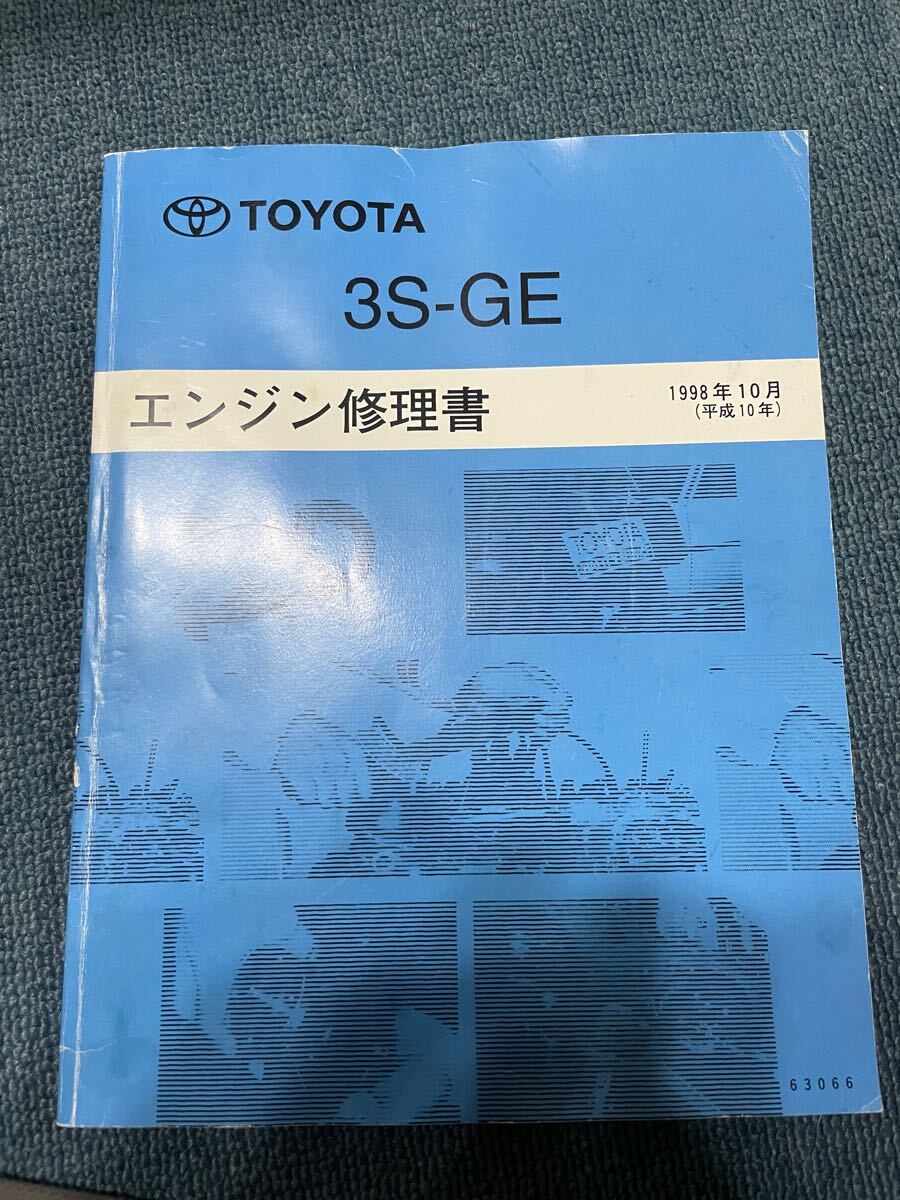 TOYOTA
3S-GE
エンジン修理書
1998年10月
(平成10年)
TOYOTA
63066